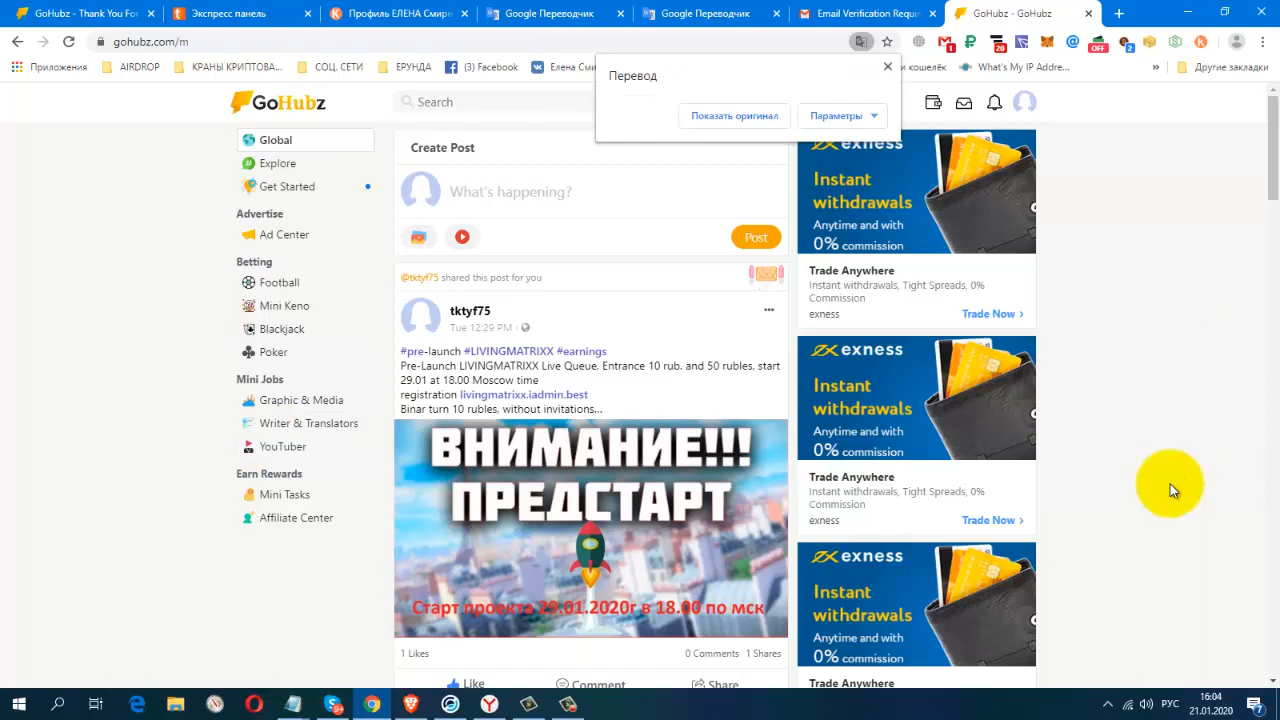 Экспресс панель
Профиль ЕЛЕНА Смирн
Google Переводчик
Google Переводчик
Email Verification Requi
GoHubz
gohubz.com/m
1
20
OFF
2
Приложения
AIRDROP
КРАНЫ КРИПТОВА...
СОЦ. СЕТИ
ЕРУНДА
(3) Facebook
Елена Сми
кошелёк
What's My IP Addre...
»
Другие закладки
Перевод
Показать оригинал
Параметры
GoHubz
Search
Global
Explore
Get Started
Advertise
Ad Center
Betting
Football
Mini Keno
Blackjack
Poker
Mini Jobs
Graphic & Media
Writer & Translators
YouTuber
Earn Rewards
Mini Tasks
Affiliate Center
Create Post
What's happening?
Post
@tktyf75 shared this post for you
tktyf75
Tue 12:29 PM ·
#pre-launch #LIVINGMATRIXX #earnings
Pre-Launch LIVINGMATRIXX Live Queue, Entrance 10 rub. and 50 rubles, start
29.01 at 18.00 Moscow time
registration livingmatrixx.iadmin.best
Binar turn 10 rubles, without invitations...
ВНИМАНИЕ!!!
ПРЕДСТАРТ
Старт проекта 29.01.2020г в 18.00 по мск
1 Likes
0 Comments 1 Shares
Like
Comment
Share
exness
Instant
withdrawals
Anytime and with
0% commission
Trade Anywhere
Instant withdrawals, Tight Spreads, 0%
Commission
exness
Trade Now
exness
Instant
withdrawals
Anytime and with
0% commission
Trade Anywhere
Instant withdrawals, Tight Spreads, 0%
Commission
exness
Trade Now
exness
Instant
withdrawals
Anytime and with
0% commission
Trade Anywhere
РУС
16:04
21.01.2020